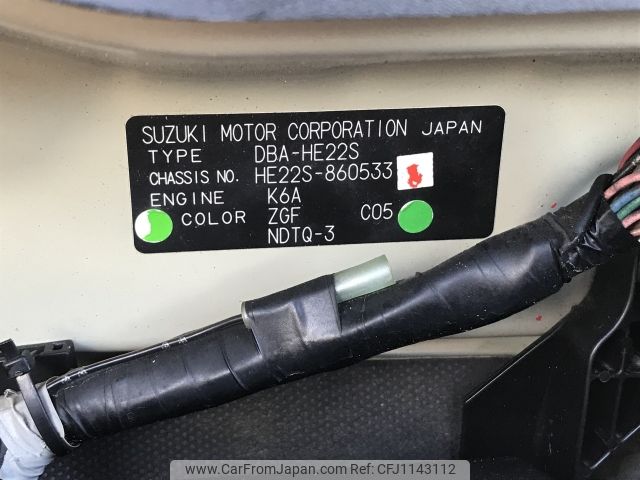 SUZUKI MOTOR CORPORATION JAPAN
TYPE DBA-HE22S
CHASSIS NO. HE22S-860533
ENGINE K6A
COLOR ZGF C05
NDTQ-3
www.CarFromJapan.com © CarFromJapan - CFJ1143112